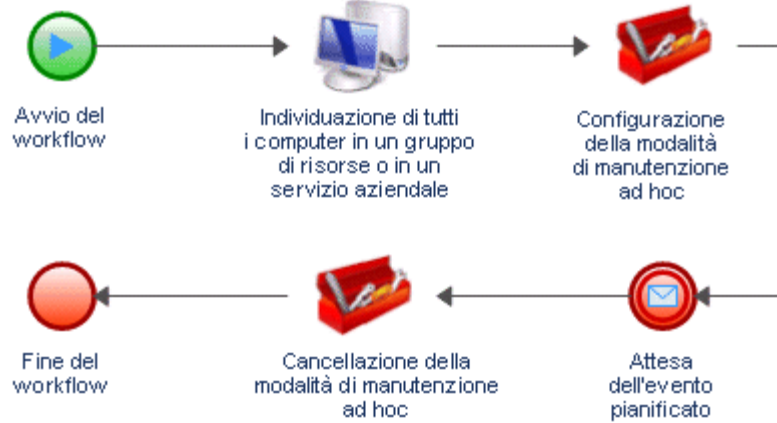 Avvio del
workflow
Individuazione di tutti
i computer in un gruppo
di risorse o in un
servizio aziendale
Configurazione
della modalità
di manutenzione
ad hoc
Fine del
workflow
Cancellazione della
modalità di manutenzione
ad hoc
Attesa
dell'evento
pianificato